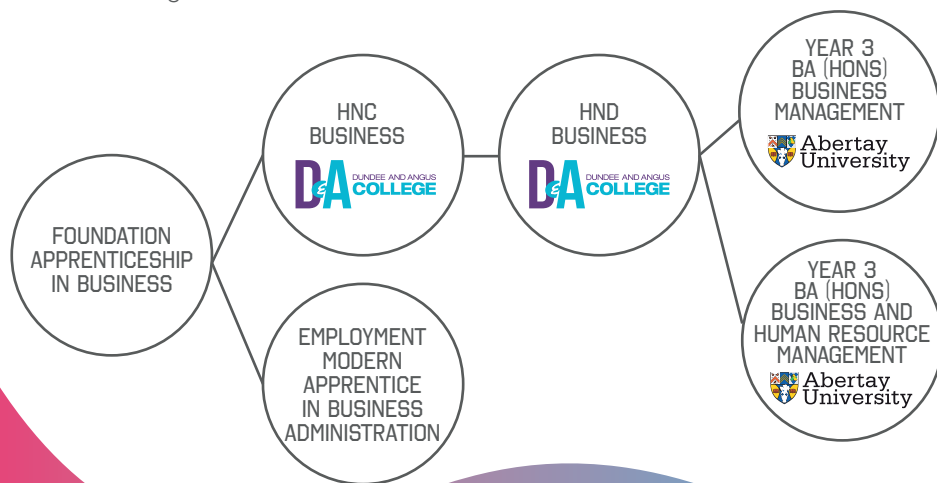 FOUNDATION
APPRENTICESHIP
IN BUSINESS
HNC
BUSINESS
D&A DUNDEE AND ANGUS
COLLEGE
EMPLOYMENT
MODERN
APPRENTICE
IN BUSINESS
ADMINISTRATION
HND
BUSINESS
D&A DUNDEE AND ANGUS
COLLEGE
YEAR 3
BA (HONS)
BUSINESS
MANAGEMENT
Abertay
University
YEAR 3
BA (HONS)
BUSINESS AND
HUMAN RESOURCE
MANAGEMENT
Abertay
University